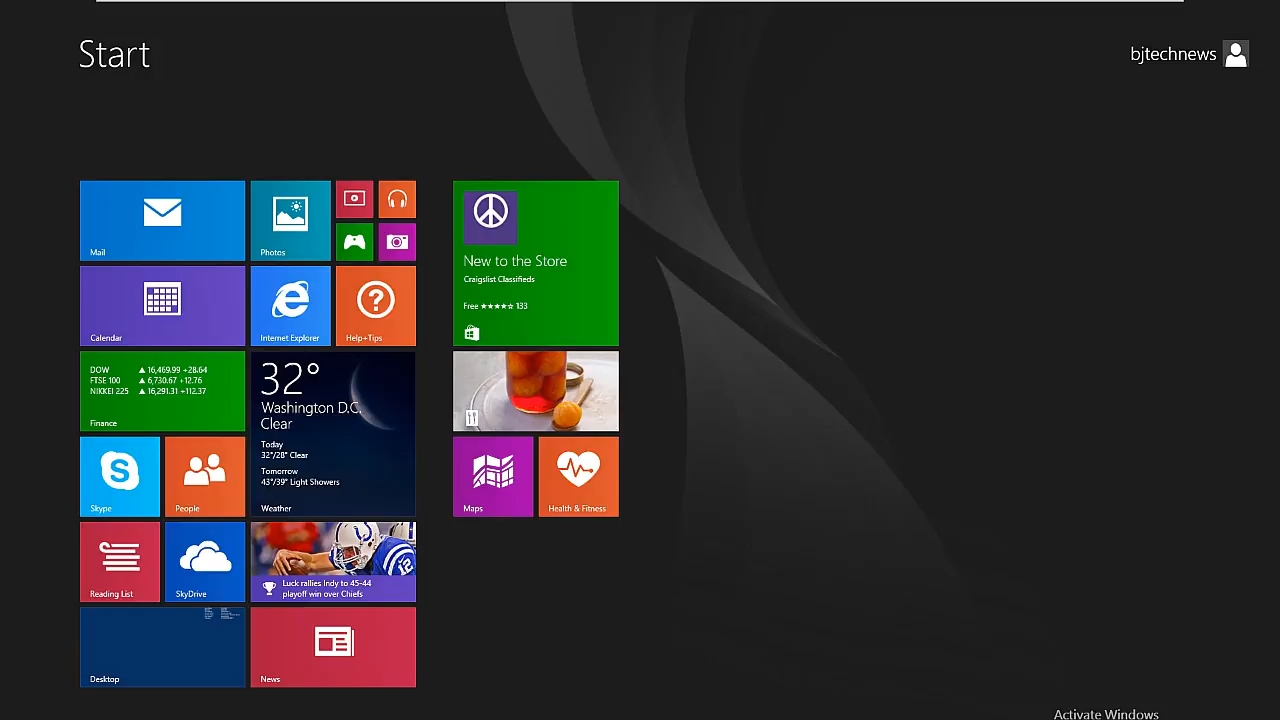 Start
bjtechnews
Mail
Photos
New to the Store
Craigslist Classifieds
Free ★★★★☆ 133
Calendar
Internet Explorer
Help+Tips
DOW ▲ 16,469.99 +28.64
FTSE 100 ▲ 6,730.67 +12.76
NIKKEI 225 ▲ 16,291.31 +112.37
Finance
32°
Washington D.C.
Clear
Today
32°/28° Clear
Tomorrow
43°/39° Light Showers
Weather
Skype
People
Maps
Health & Fitness
Reading List
SkyDrive
Luck rallies Indy to 45-44
playoff win over Chiefs
Desktop
News
Activate Windows